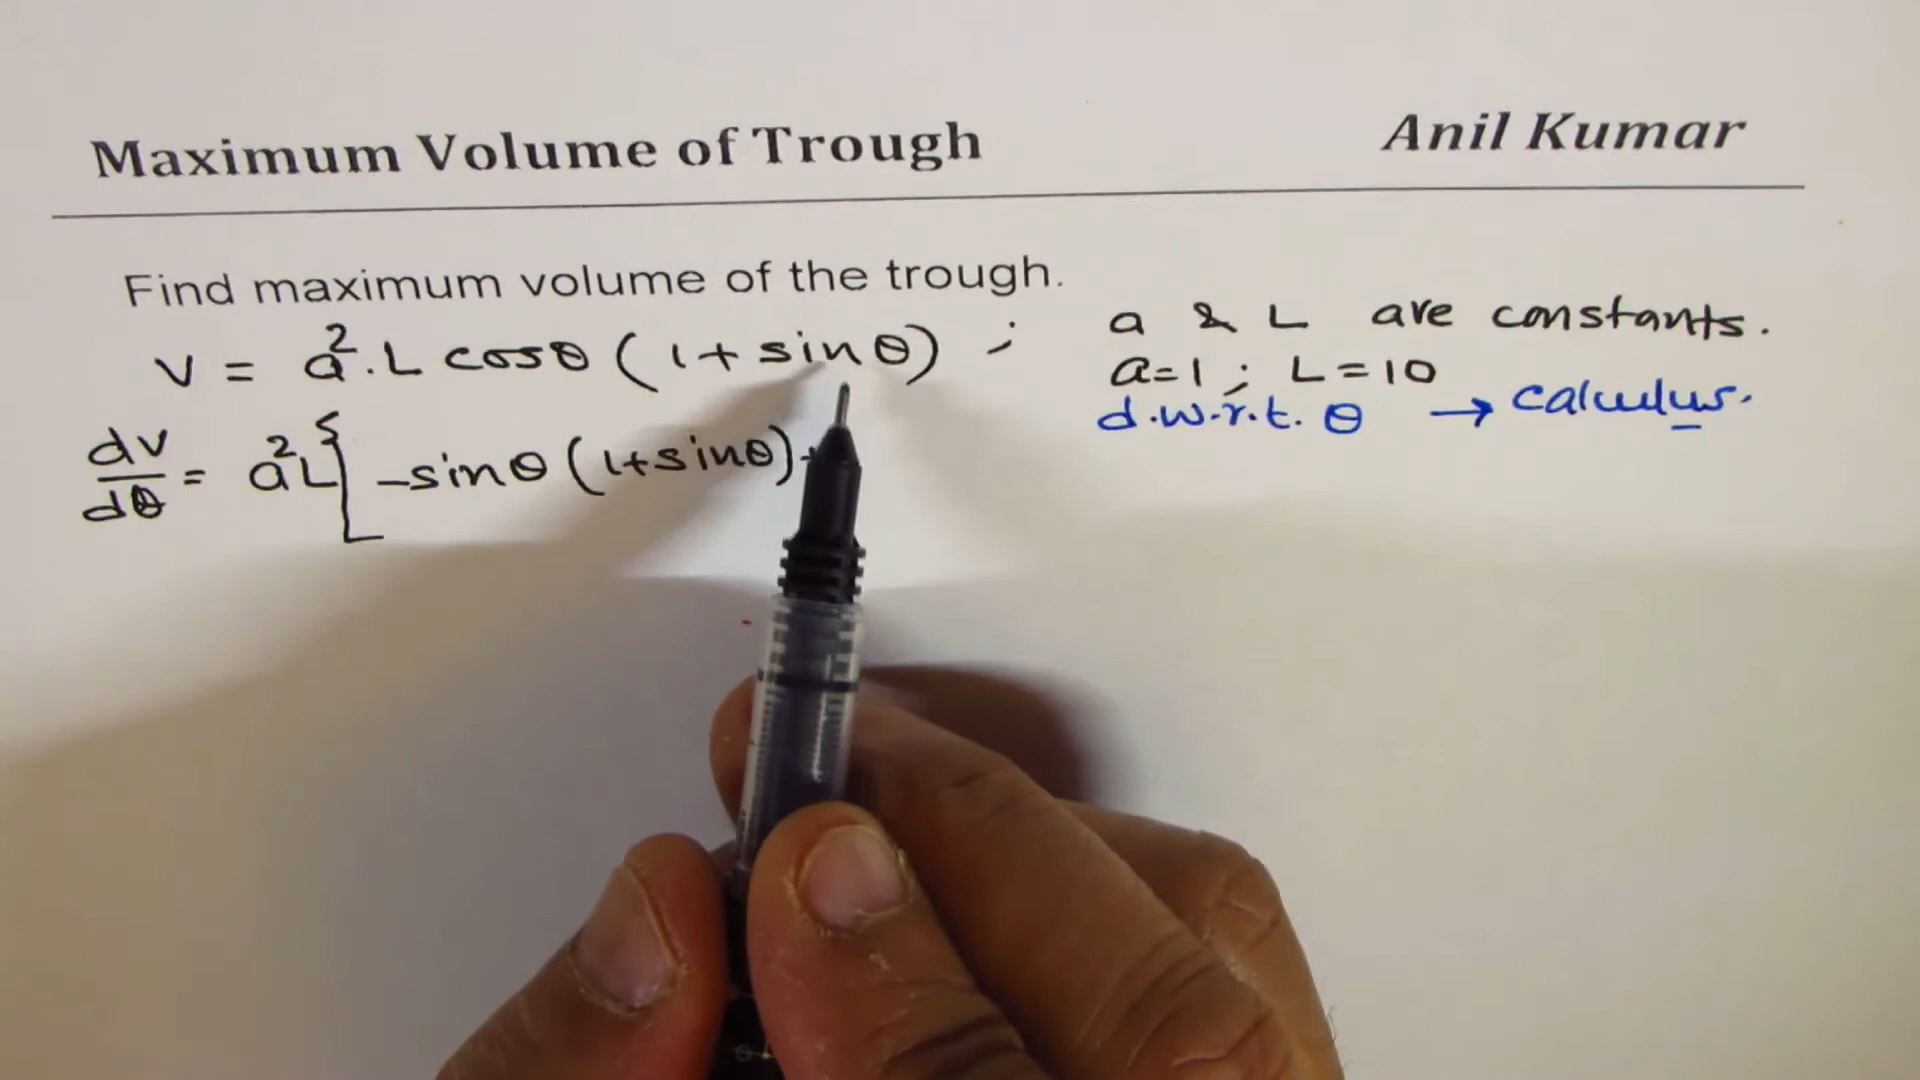 Maximum Volume of Trough
Anil Kumar
Find maximum volume of the trough.
V = a².L cosθ (1 + sinθ) ;
a & L are constants.
a=1 ; L=10
d.w.r.t. θ → calculus.
dv/dθ = a²L[ -sinθ (1+sinθ) +